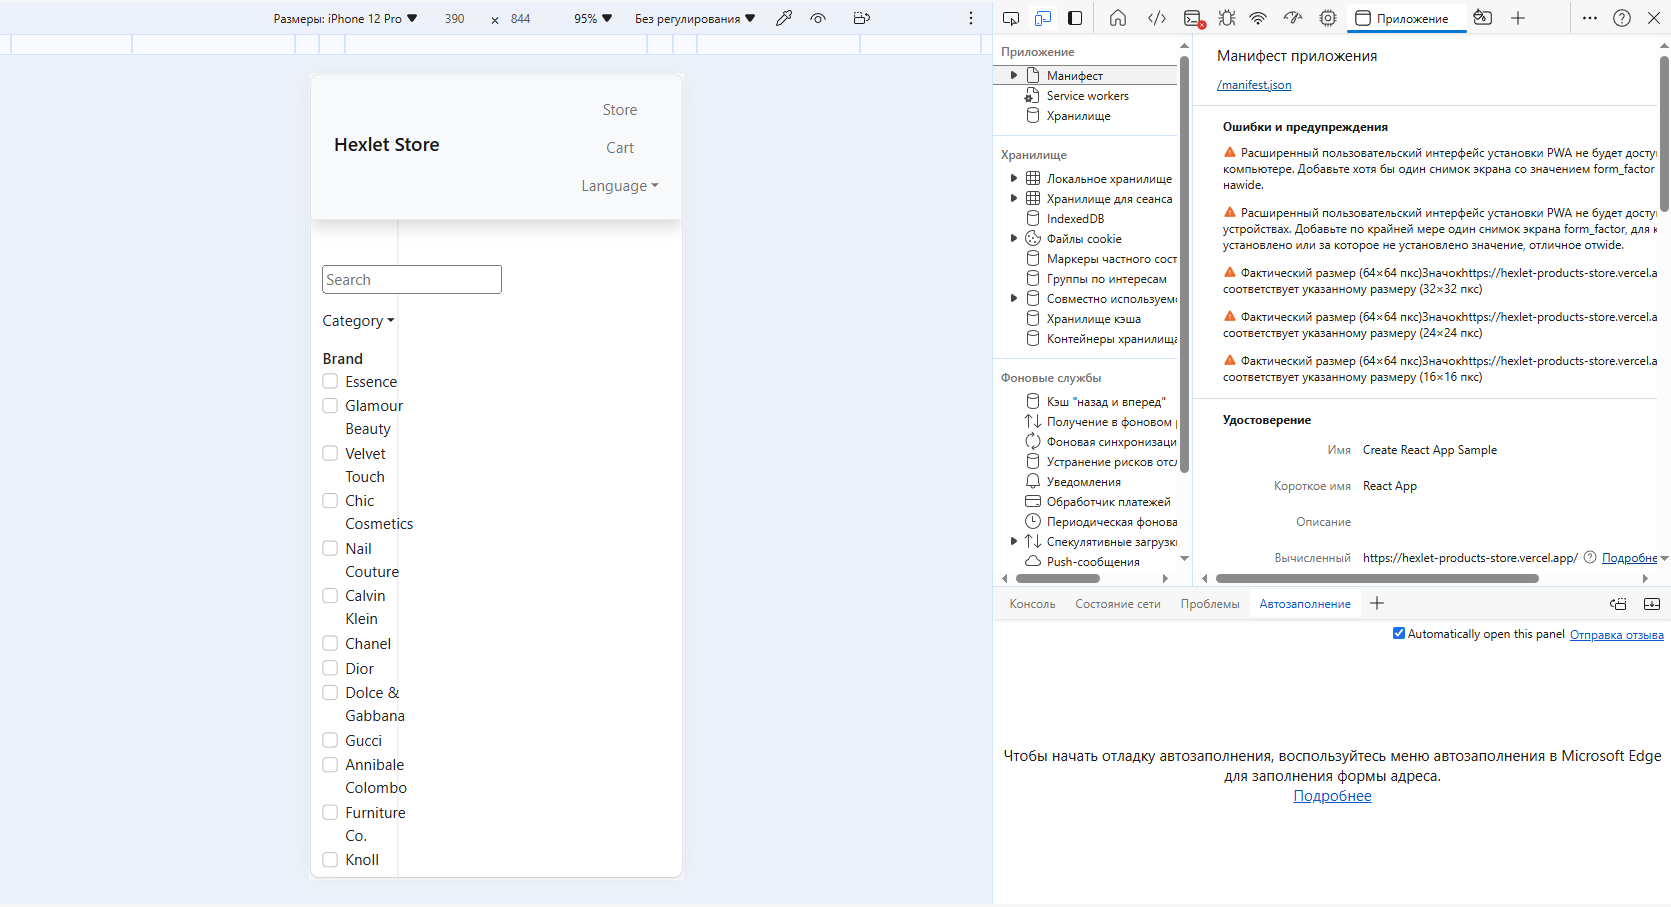 Размеры: iPhone 12 Pro 390 × 844 95% Без регулирования
Hexlet Store
Store
Cart
Language
Search
Category
Brand
Essence
Glamour
Beauty
Velvet
Touch
Chic
Cosmetics
Nail
Couture
Calvin
Klein
Chanel
Dior
Dolce &
Gabbana
Gucci
Annibale
Colombo
Furniture
Co.
Knoll
Приложение
Приложение
Манифест
Service workers
Хранилище
Хранилище
Локальное хранилище
Хранилище для сеанса
IndexedDB
Файлы cookie
Маркеры частного сост
Группы по интересам
Совместно используемо
Хранилище кэша
Контейнеры хранилища
Фоновые службы
Кэш "назад и вперед"
Получение в фоновом
Фоновая синхронизаци
Устранение рисков отсл
Уведомления
Обработчик платежей
Периодическая фонова
Спекулятивные загрузк
Push-сообщения
Манифест приложения
/manifest.json
Ошибки и предупреждения
Расширенный пользовательский интерфейс установки PWA не будет досту
компьютере. Добавьте хотя бы один снимок экрана со значением form_factor
наwide.
Расширенный пользовательский интерфейс установки PWA не будет досту
устройствах. Добавьте по крайней мере один снимок экрана form_factor, для к
установлено или за которое не установлено значение, отличное отwide.
Фактический размер (64×64 пкс)Значокhttps://hexlet-products-store.vercel.a
соответствует указанному размеру (32×32 пкс)
Фактический размер (64×64 пкс)Значокhttps://hexlet-products-store.vercel.a
соответствует указанному размеру (24×24 пкс)
Фактический размер (64×64 пкс)Значокhttps://hexlet-products-store.vercel.a
соответствует указанному размеру (16×16 пкс)
Удостоверение
Имя Create React App Sample
Короткое имя React App
Описание
Вычисленный https://hexlet-products-store.vercel.app/ Подробне
Консоль Состояние сети Проблемы Автозаполнение
Automatically open this panel Отправка отзыва
Чтобы начать отладку автозаполнения, воспользуйтесь меню автозаполнения в Microsoft Edge
для заполнения формы адреса.
Подробнее